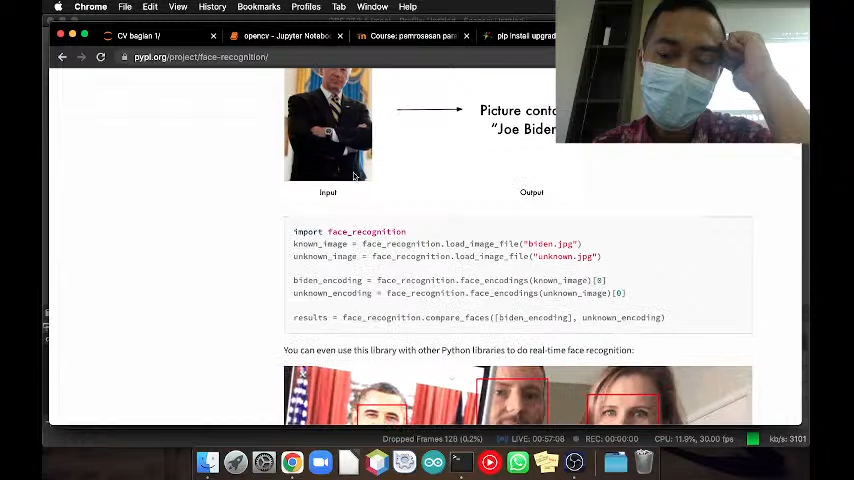 Chrome File Edit View History Bookmarks Profiles Tab Window Help
CV bagian 1/
opencv - Jupyter Notebo
Course: pemrosesan para
pip install upgrad
pypi.org/project/face-recognition/
Picture conta
"Joe Biden
Input
Output
import face_recognition
known_image = face_recognition.load_image_file("biden.jpg")
unknown_image = face_recognition.load_image_file("unknown.jpg")
biden_encoding = face_recognition.face_encodings(known_image)[0]
unknown_encoding = face_recognition.face_encodings(unknown_image)[0]
results = face_recognition.compare_faces([biden_encoding], unknown_encoding)
You can even use this library with other Python libraries to do real-time face recognition:
Dropped Frames 128 (0.2%) LIVE: 00:57:08 REC: 00:00:00 CPU: 11.9%, 30.00 fps kb/s: 3101